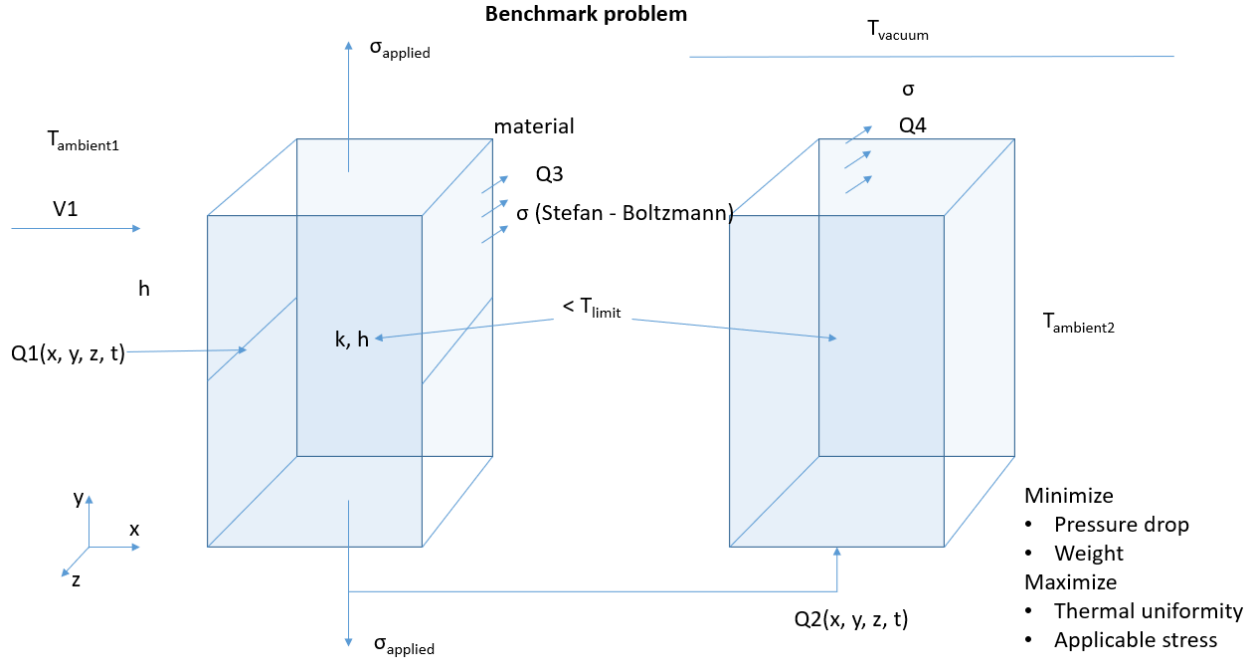 Benchmark problem
σapplied
Tvacuum
σ
Q4
material
Tambient1
Q3
V1
σ (Stefan - Boltzmann)
h
< Tlimit
Tambient2
k, h
Q1(x, y, z, t)
y
x
z
Minimize
• Pressure drop
• Weight
Maximize
• Thermal uniformity
• Applicable stress
Q2(x, y, z, t)
σapplied